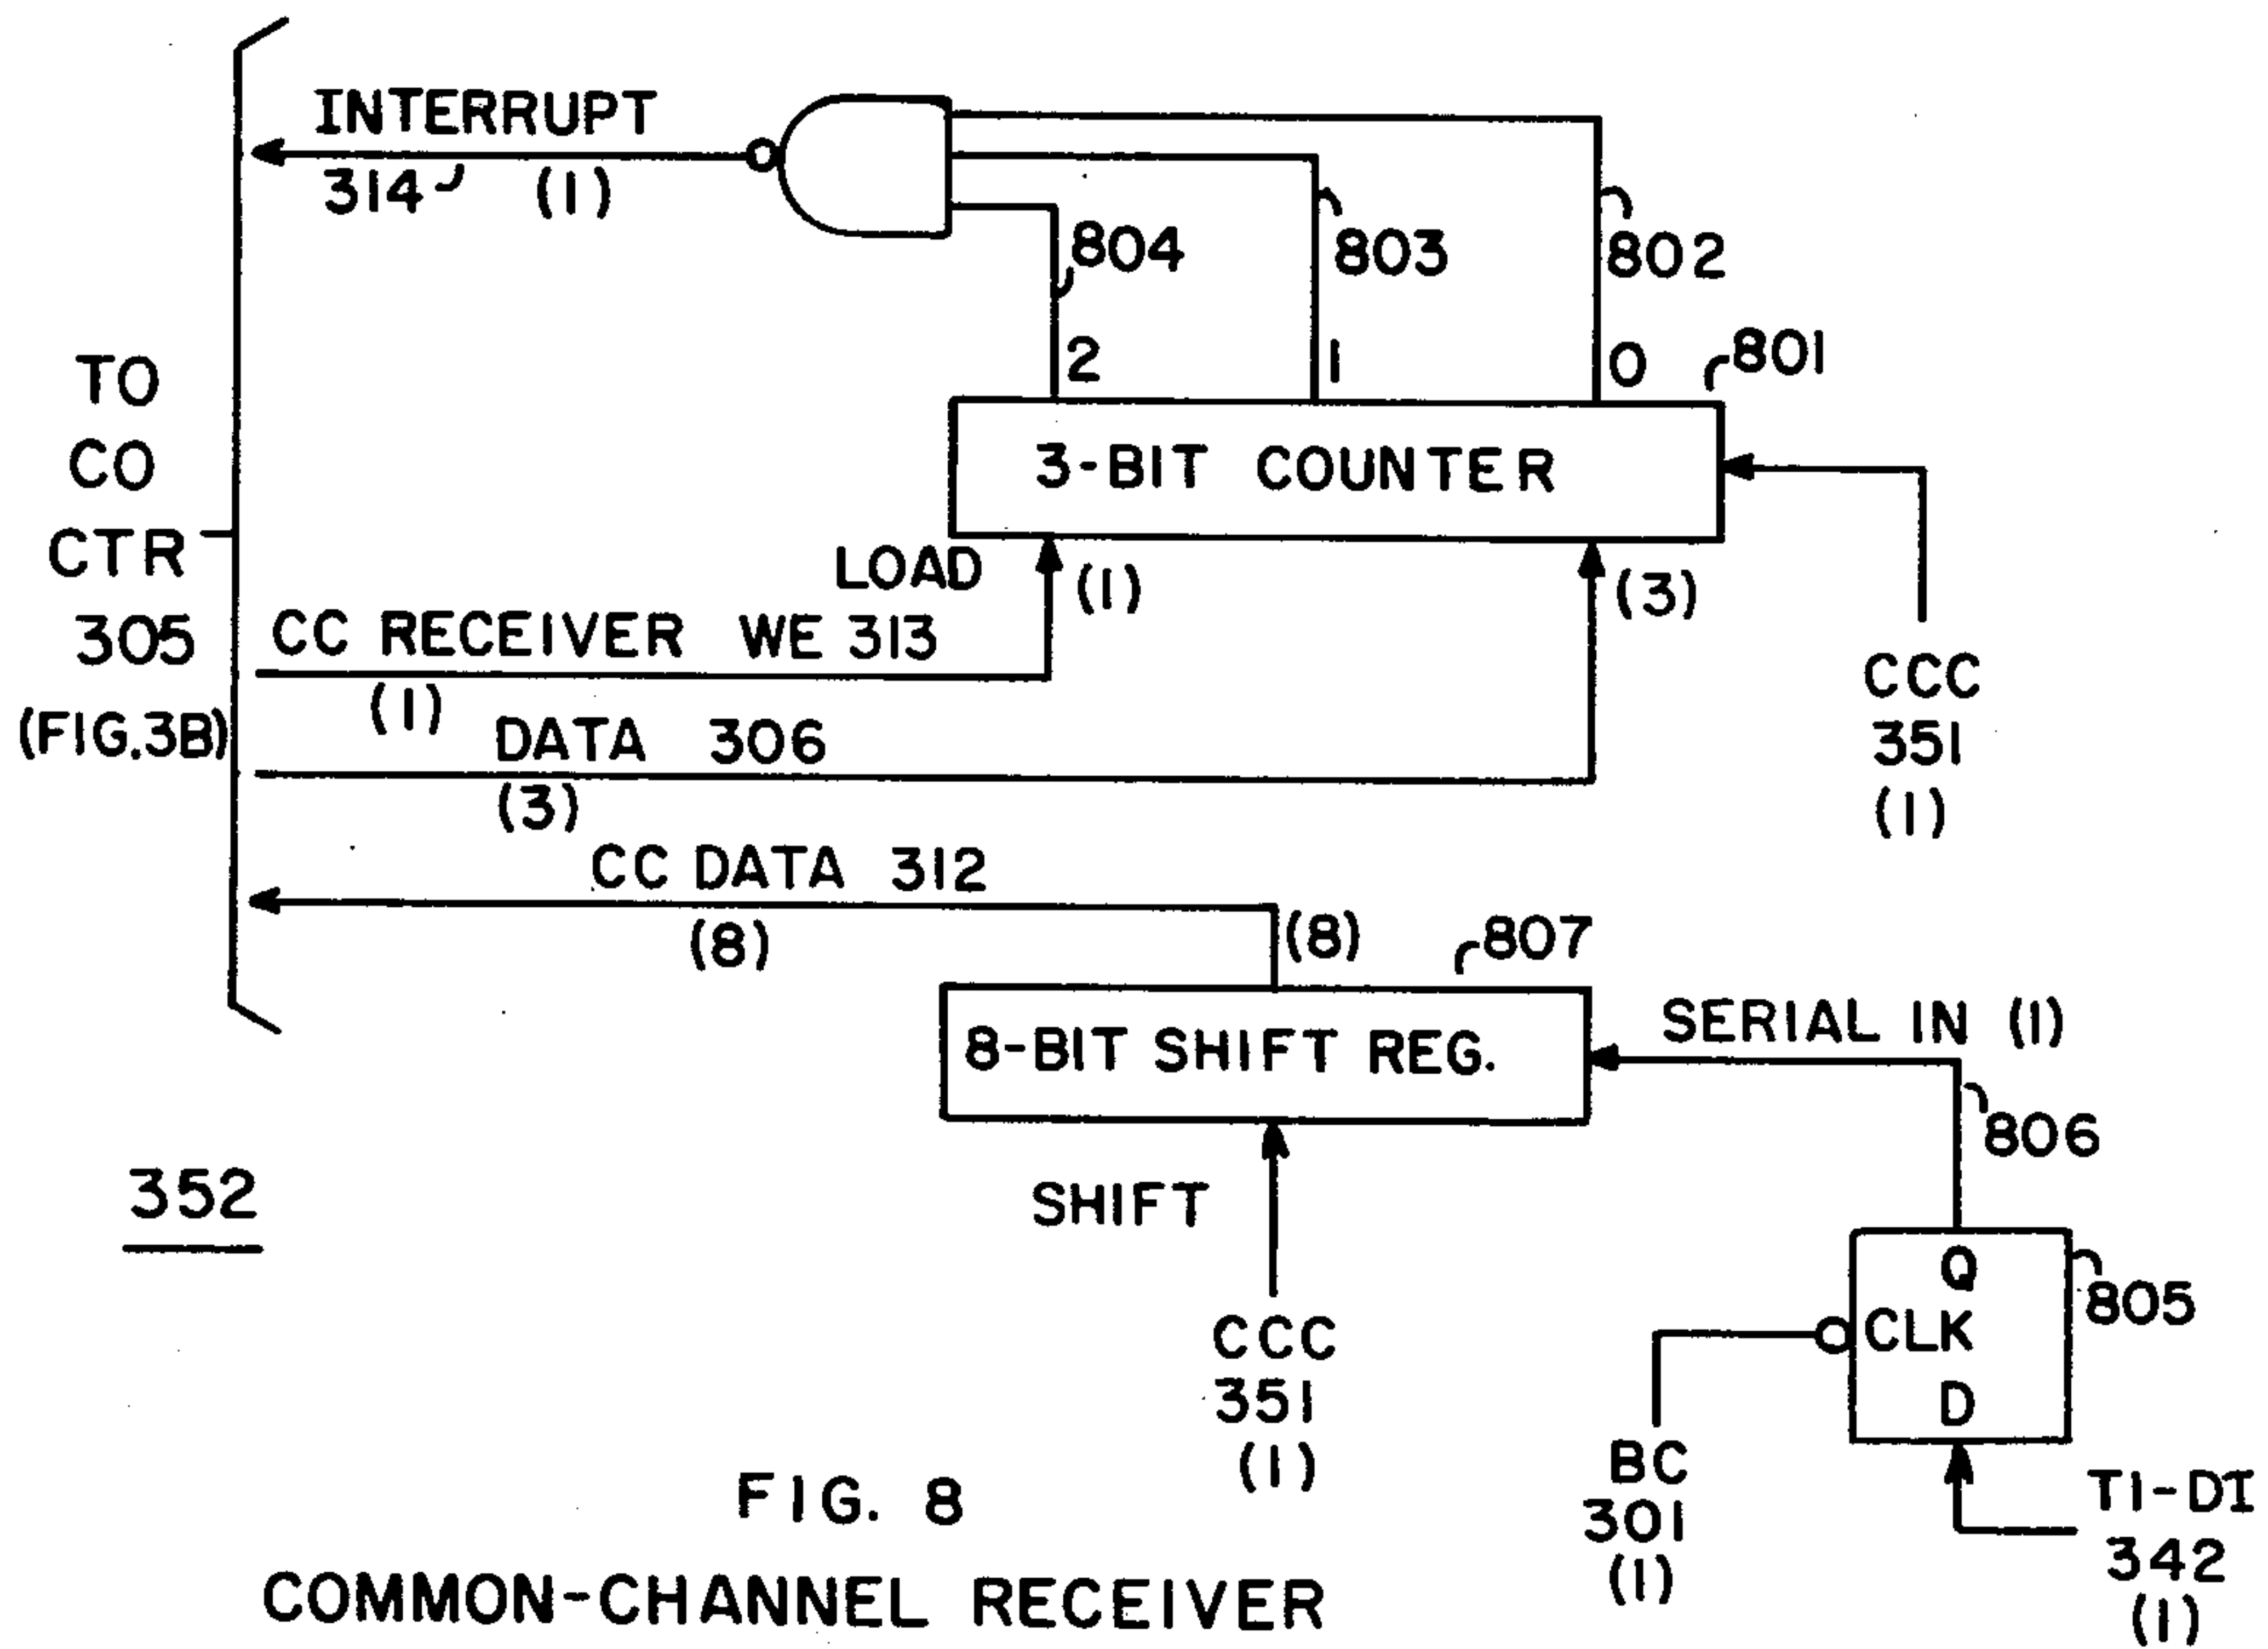 INTERRUPT
314 (1)
804
803
802
2
1
0
801
TO
CO
CTR
305
(FIG.3B)
3-BIT COUNTER
LOAD
(1)
(3)
CC RECEIVER WE 313
(1)
DATA 306
(3)
CCC
351
(1)
CC DATA 312
(8)
(8)
807
8-BIT SHIFT REG.
SERIAL IN (1)
806
352
SHIFT
CCC
351
(1)
Q
CLK
D
805
BC
301
(1)
T1-DI
342
(1)
FIG. 8
COMMON-CHANNEL RECEIVER